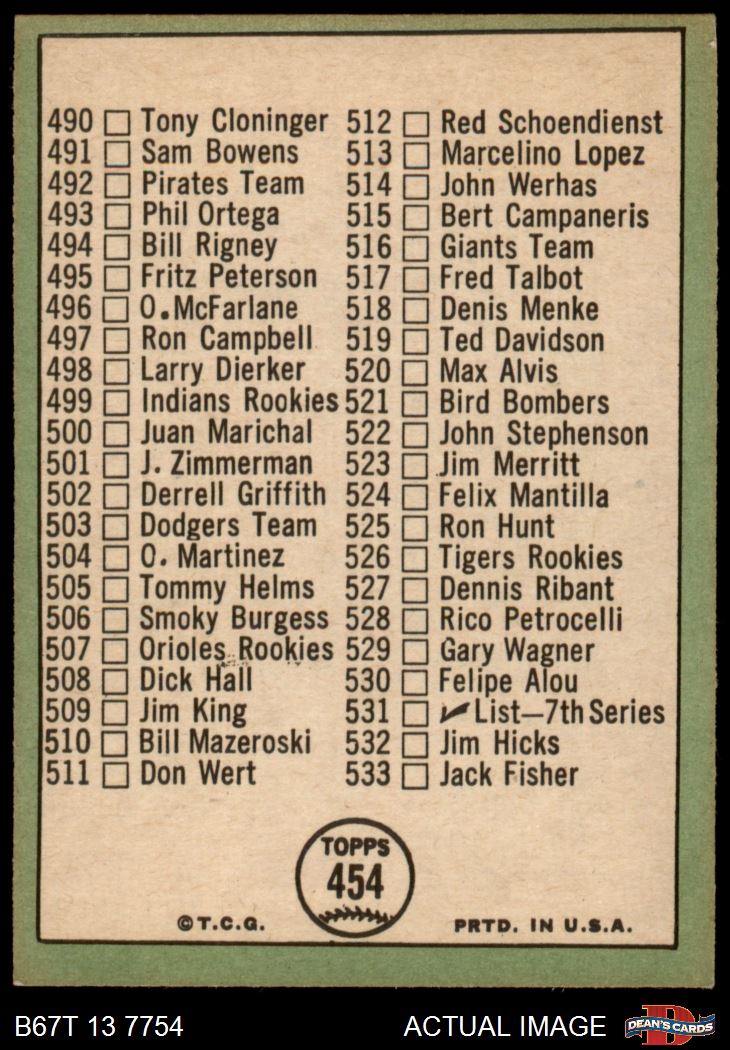 490 Tony Cloninger
491 Sam Bowens
492 Pirates Team
493 Phil Ortega
494 Bill Rigney
495 Fritz Peterson
496 O.McFarlane
497 Ron Campbell
498 Larry Dierker
499 Indians Rookies
500 Juan Marichal
501 J. Zimmerman
502 Derrell Griffith
503 Dodgers Team
504 O. Martinez
505 Tommy Helms
506 Smoky Burgess
507 Orioles Rookies
508 Dick Hall
509 Jim King
510 Bill Mazeroski
511 Don Wert
512 Red Schoendienst
513 Marcelino Lopez
514 John Werhas
515 Bert Campaneris
516 Giants Team
517 Fred Talbot
518 Denis Menke
519 Ted Davidson
520 Max Alvis
521 Bird Bombers
522 John Stephenson
523 Jim Merritt
524 Felix Mantilla
525 Ron Hunt
526 Tigers Rookies
527 Dennis Ribant
528 Rico Petrocelli
529 Gary Wagner
530 Felipe Alou
531 List—7th Series
532 Jim Hicks
533 Jack Fisher
TOPPS
454
©T.C.G.
PRTD. IN U.S.A.
B67T 13 7754
ACTUAL IMAGE
D
DEAN'S CARDS